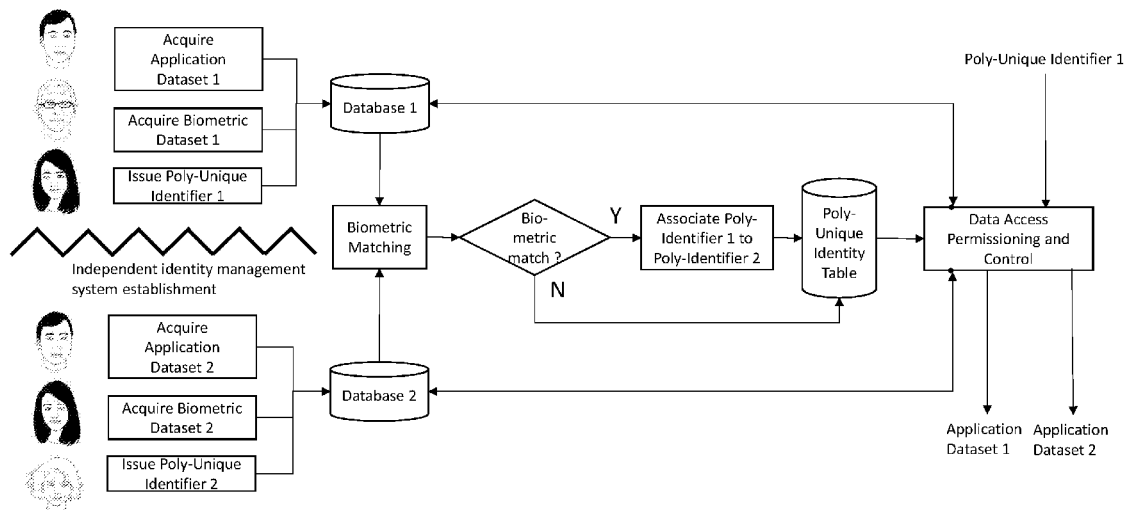 Acquire
Application
Dataset 1
Acquire Biometric
Dataset 1
Issue Poly-Unique
Identifier 1
Database 1
Poly-Unique Identifier 1
Independent identity management
system establishment
Biometric
Matching
Bio-
metric
match ?
Y
N
Associate Poly-
Identifier 1 to
Poly-Identifier 2
Poly-
Unique
Identity
Table
Data Access
Permissioning and
Control
Acquire
Application
Dataset 2
Acquire Biometric
Dataset 2
Issue Poly-Unique
Identifier 2
Database 2
Application
Dataset 1
Application
Dataset 2